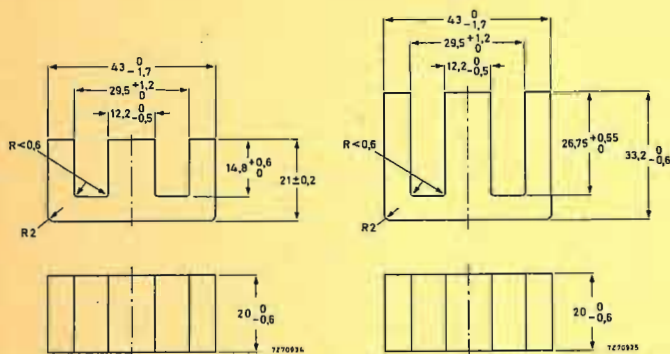 43 0 -1,7
29,5 +1,2 0
12,2 0 -0,5
R<0,6
14,8 +0,6 0
21±0,2
R2
20 0 -0,6
7Z70934
43 0 -1,7
29,5 +1,2 0
12,2 0 -0,5
R<0,6
26,75 +0,55 0
33,2 0 -0,6
R2
20 0 -0,6
7Z70935